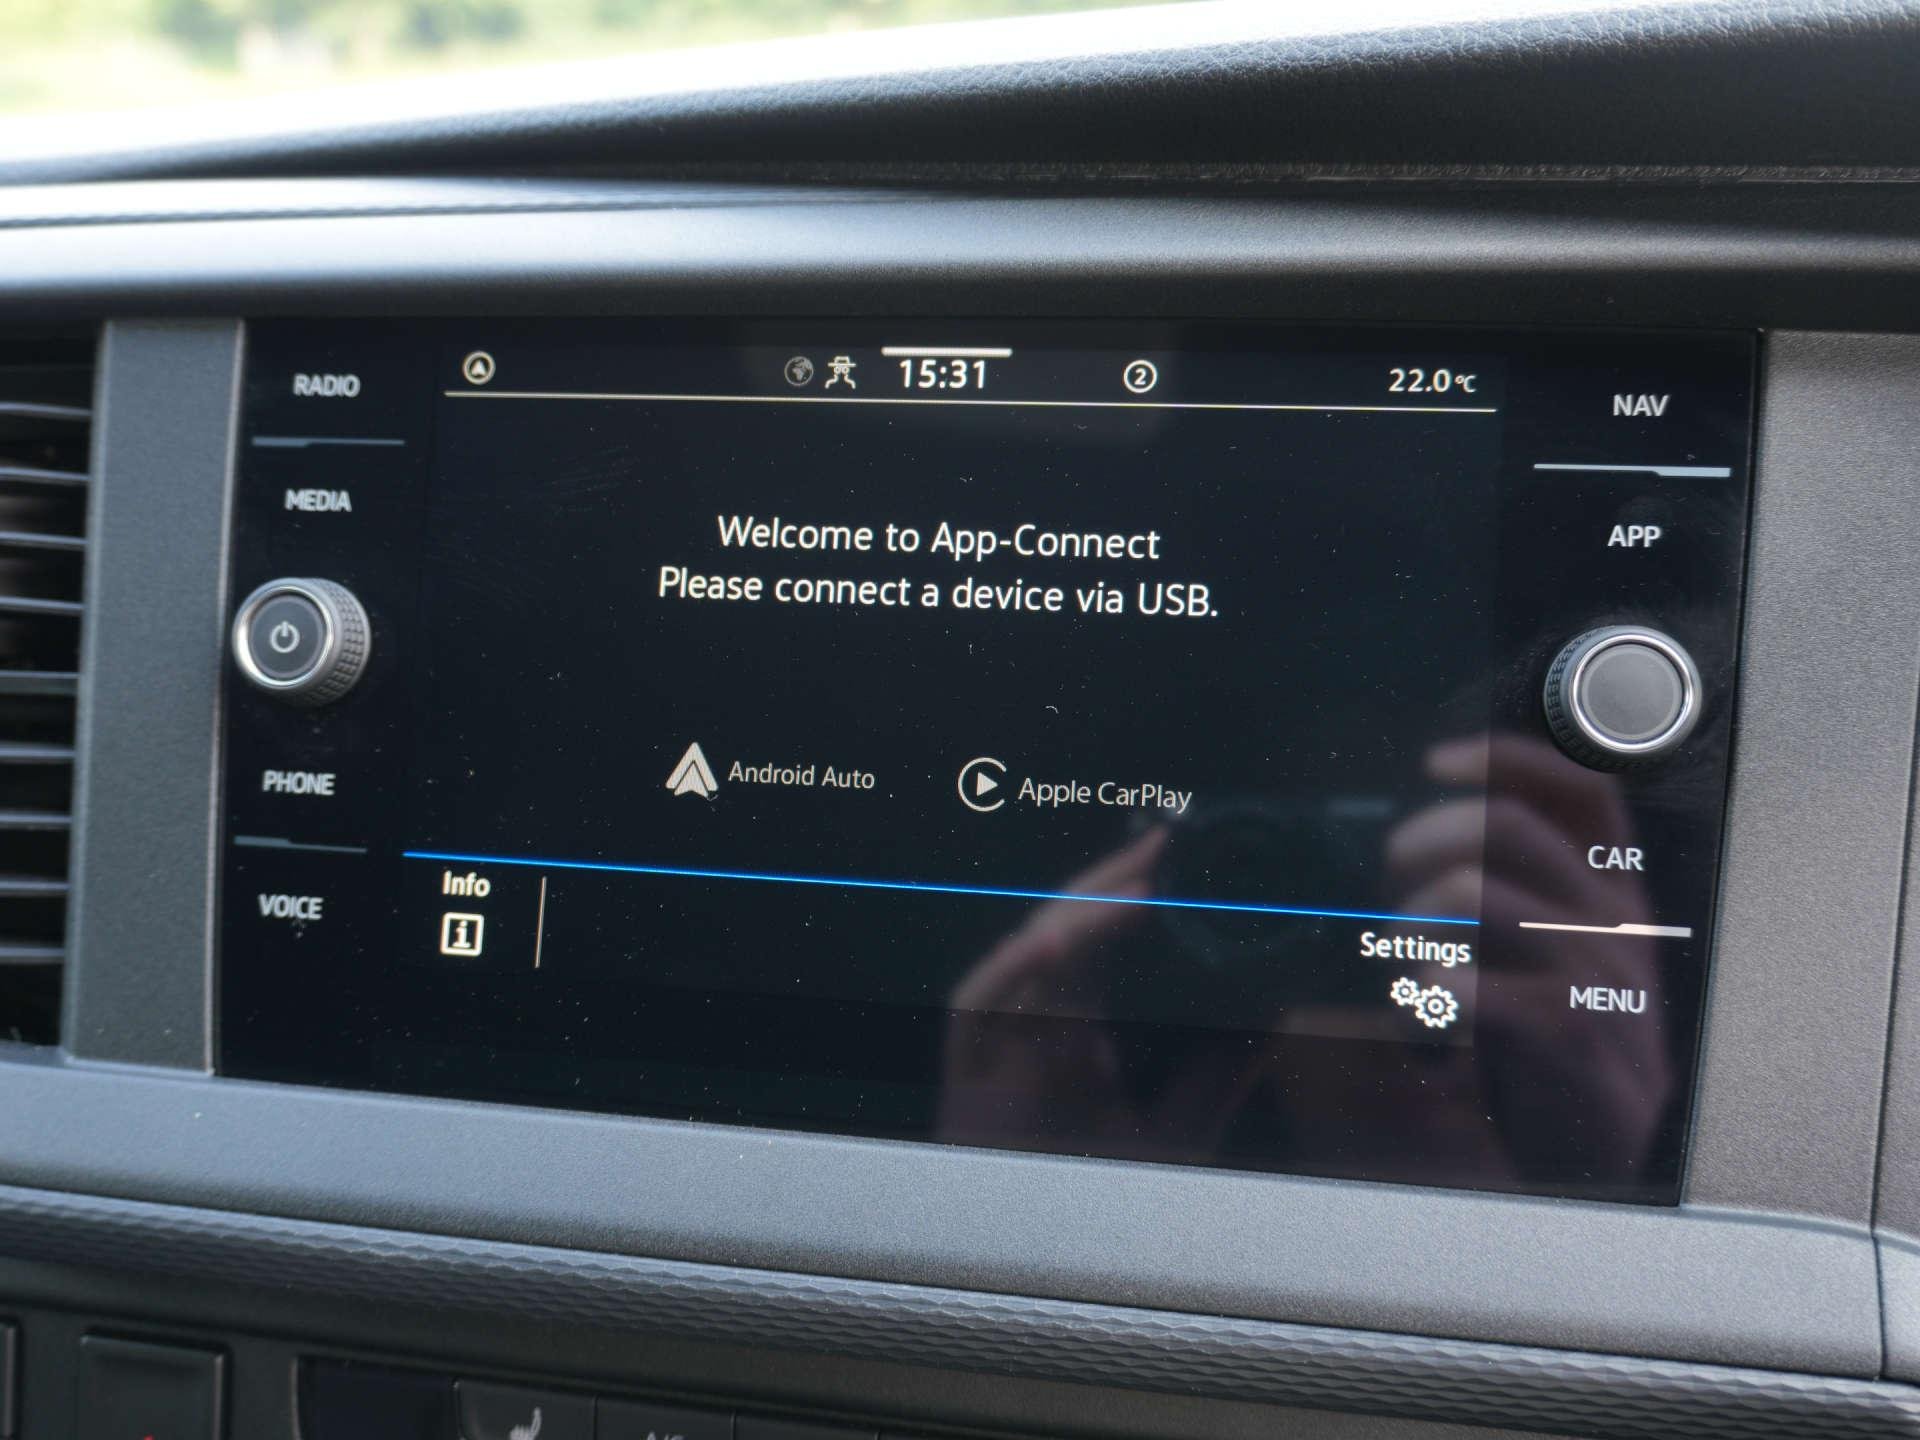 RADIO
MEDIA
PHONE
VOICE
15:31
2
22.0°C
Welcome to App-Connect
Please connect a device via USB.
Android Auto
Apple CarPlay
Info
i
Settings
NAV
APP
CAR
MENU